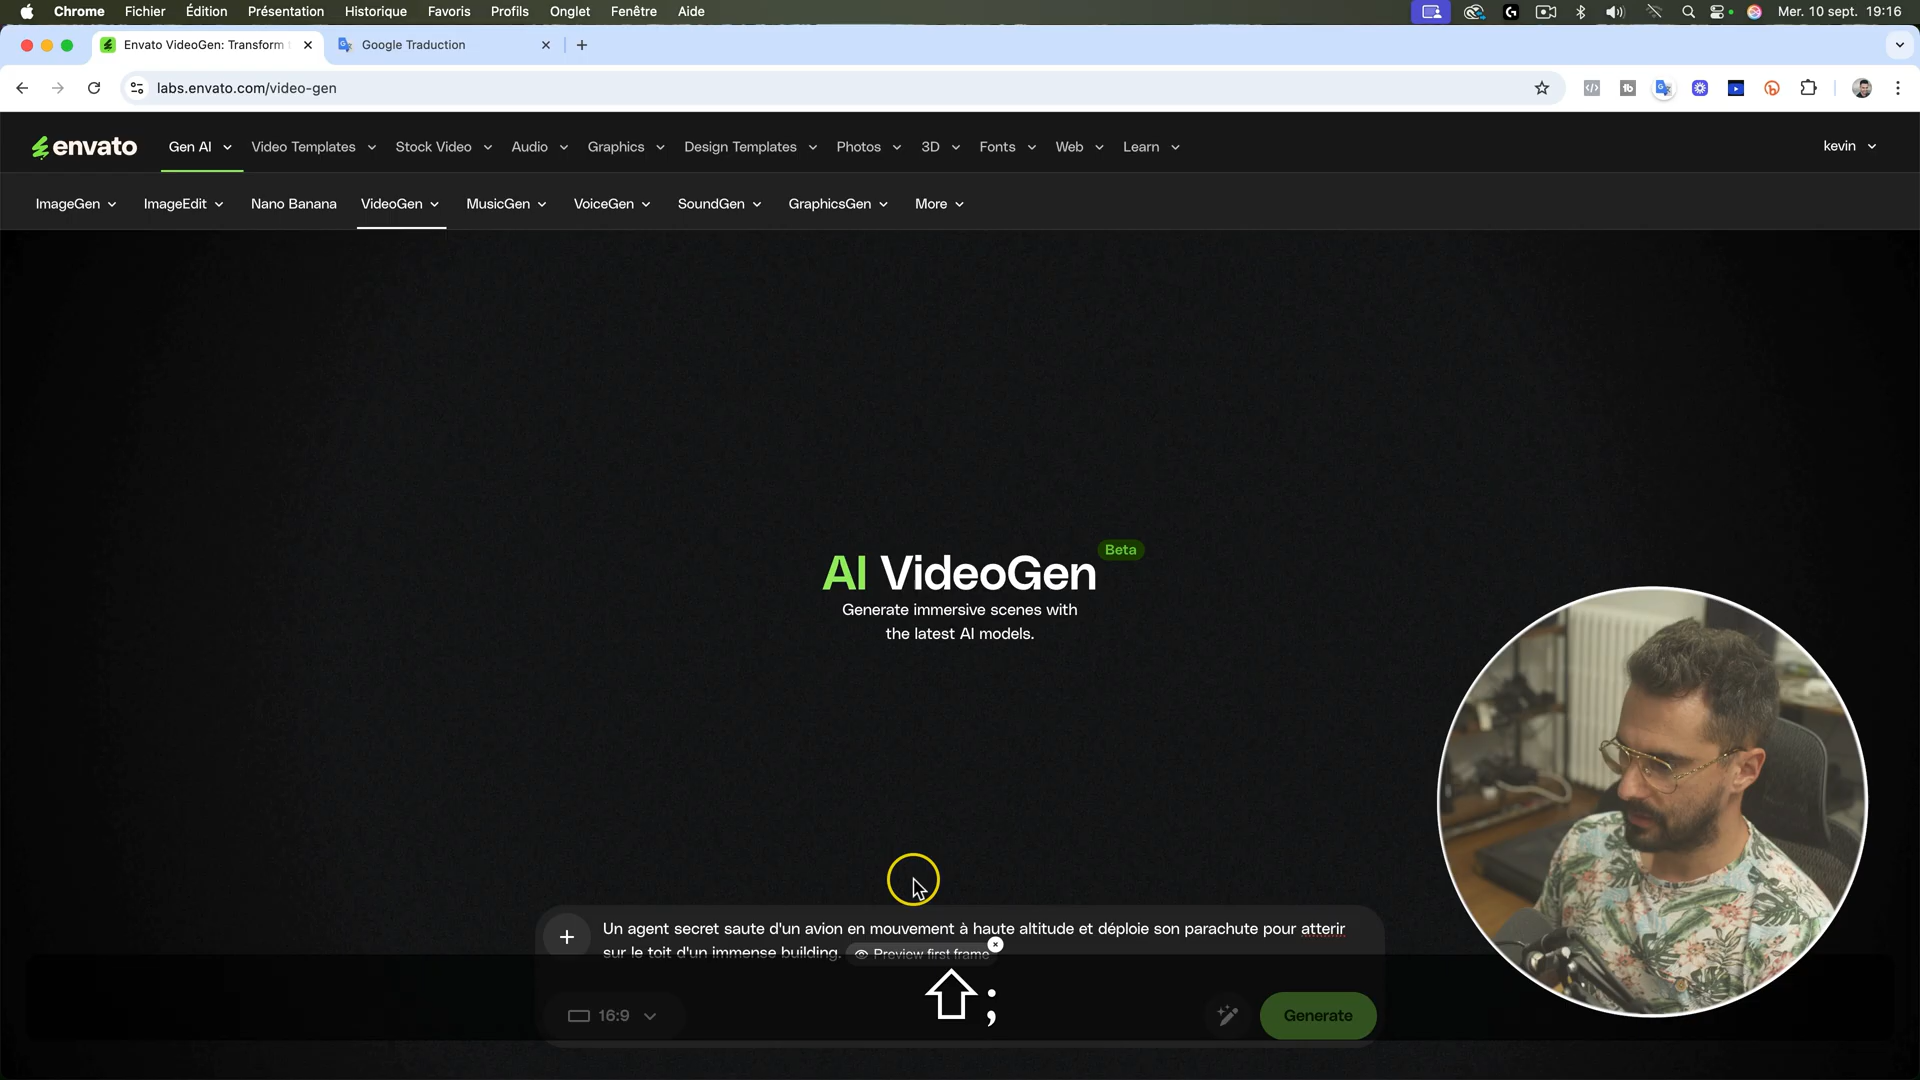 Chrome Fichier Édition Présentation Historique Favoris Profils Onglet Fenêtre Aide Mer. 10 sept. 19:16
Envato VideoGen: Transform Google Traduction
labs.envato.com/video-gen
envato Gen AI Video Templates Stock Video Audio Graphics Design Templates Photos 3D Fonts Web Learn kevin
ImageGen ImageEdit Nano Banana VideoGen MusicGen VoiceGen SoundGen GraphicsGen More
AI VideoGen Beta
Generate immersive scenes with
the latest AI models.
Un agent secret saute d'un avion en mouvement à haute altitude et déploie son parachute pour atterir
sur le toit d'un immense building. Preview first frame
⇧;
16:9 Generate